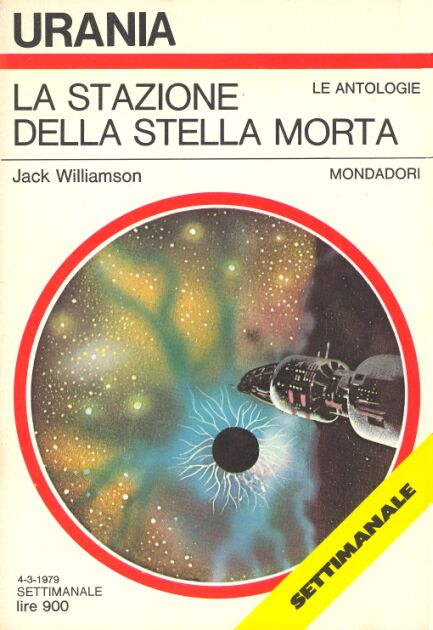 URANIA
LA STAZIONE
DELLA STELLA MORTA
LE ANTOLOGIE
Jack Williamson
MONDADORI
4-3-1979
SETTIMANALE
lire 900
SETTIMANALE